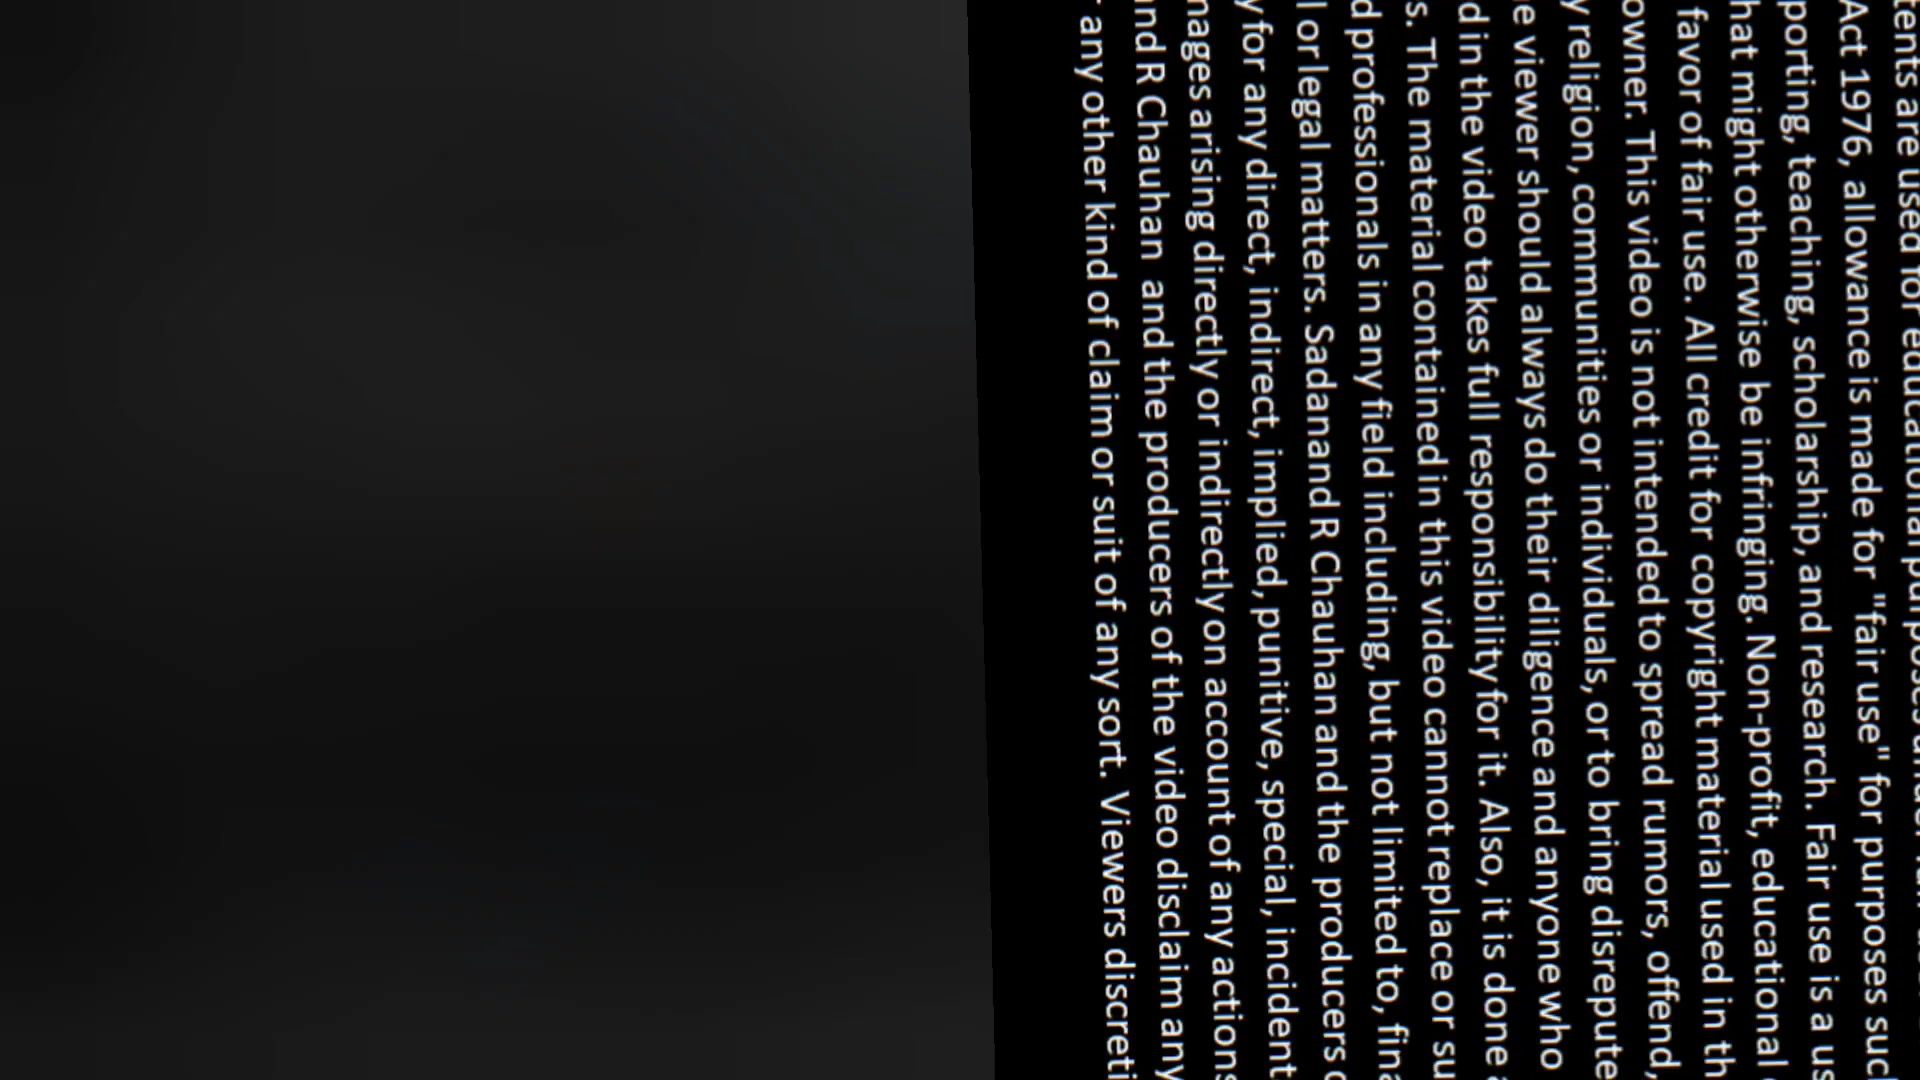 tents are used for educational purposes under fair use
Act 1976, allowance is made for "fair use" for purposes suc
porting, teaching, scholarship, and research. Fair use is a us
hat might otherwise be infringing. Non-profit, educational
favor of fair use. All credit for copyright material used in th
owner. This video is not intended to spread rumors, offend,
y religion, communities or individuals, or to bring disrepute
e viewer should always do their diligence and anyone who
d in the video takes full responsibility for it. Also, it is done
s. The material contained in this video cannot replace or su
d professionals in any field including, but not limited to, fina
l or legal matters. Sadanand R Chauhan and the producers o
y for any direct, indirect, implied, punitive, special, incident
mages arising directly or indirectly on account of any actions
nd R Chauhan and the producers of the video disclaim any
r any other kind of claim or suit of any sort. Viewers discreti